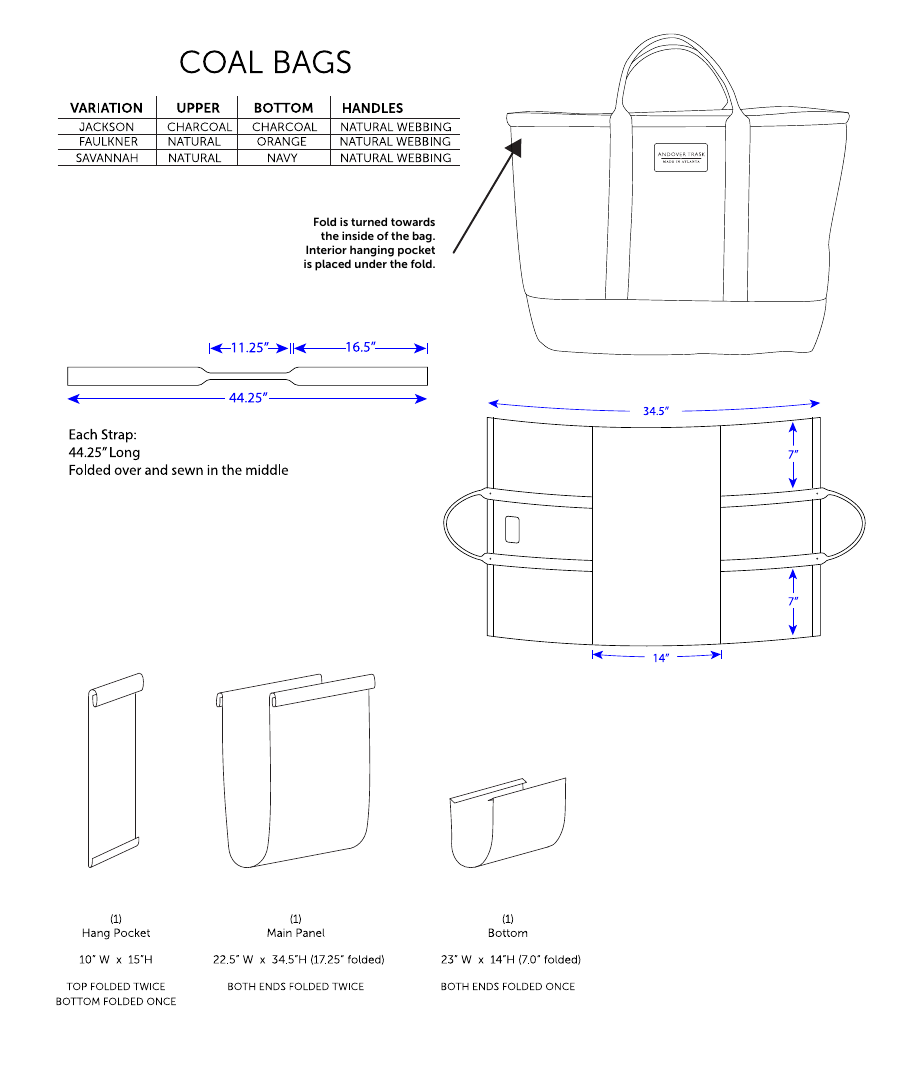 COAL BAGS
VARIATION UPPER BOTTOM HANDLES
JACKSON CHARCOAL CHARCOAL NATURAL WEBBING
FAULKNER NATURAL ORANGE NATURAL WEBBING
SAVANNAH NATURAL NAVY NATURAL WEBBING
ANDOVER TRASK
MADE IN ATLANTA
Fold is turned towards
the inside of the bag.
Interior hanging pocket
is placed under the fold.
11.25" 16.5"
44.25"
Each Strap:
44.25" Long
Folded over and sewn in the middle
34.5"
7"
7"
14"
(1)
Hang Pocket
10" W x 15"H
TOP FOLDED TWICE
BOTTOM FOLDED ONCE
(1)
Main Panel
22.5" W x 34.5"H (17.25" folded)
BOTH ENDS FOLDED TWICE
(1)
Bottom
23" W x 14"H (7.0" folded)
BOTH ENDS FOLDED ONCE